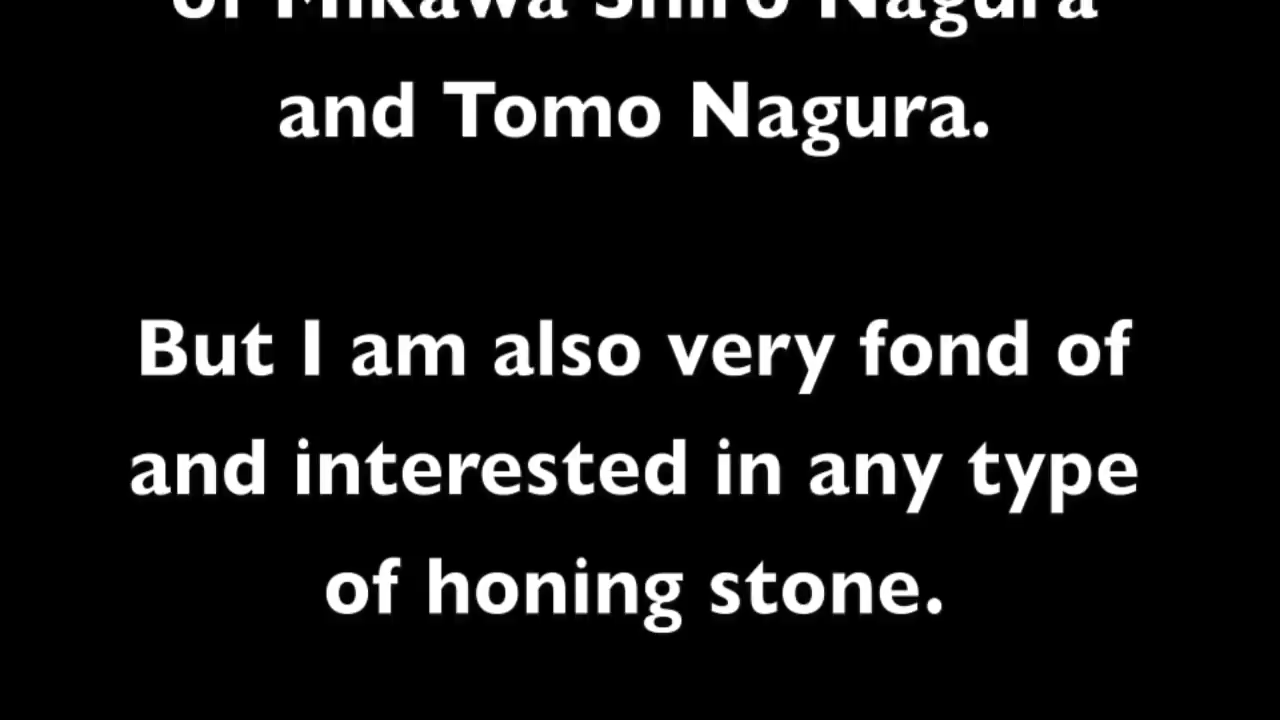 of Mikawa Shiro Nagura
and Tomo Nagura.
But I am also very fond of
and interested in any type
of honing stone.